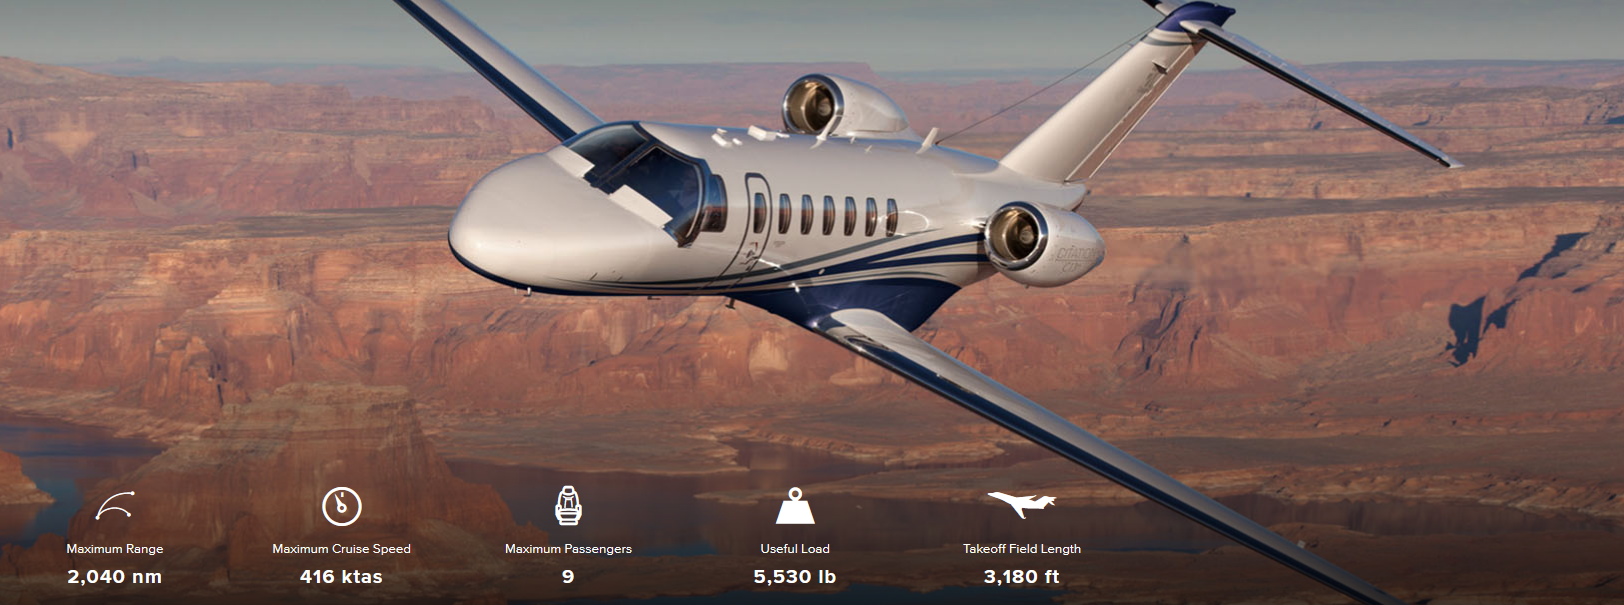 CITATION
Maximum Range
2,040 nm
Maximum Cruise Speed
416 ktas
Maximum Passengers
9
Useful Load
5,530 lb
Takeoff Field Length
3,180 ft